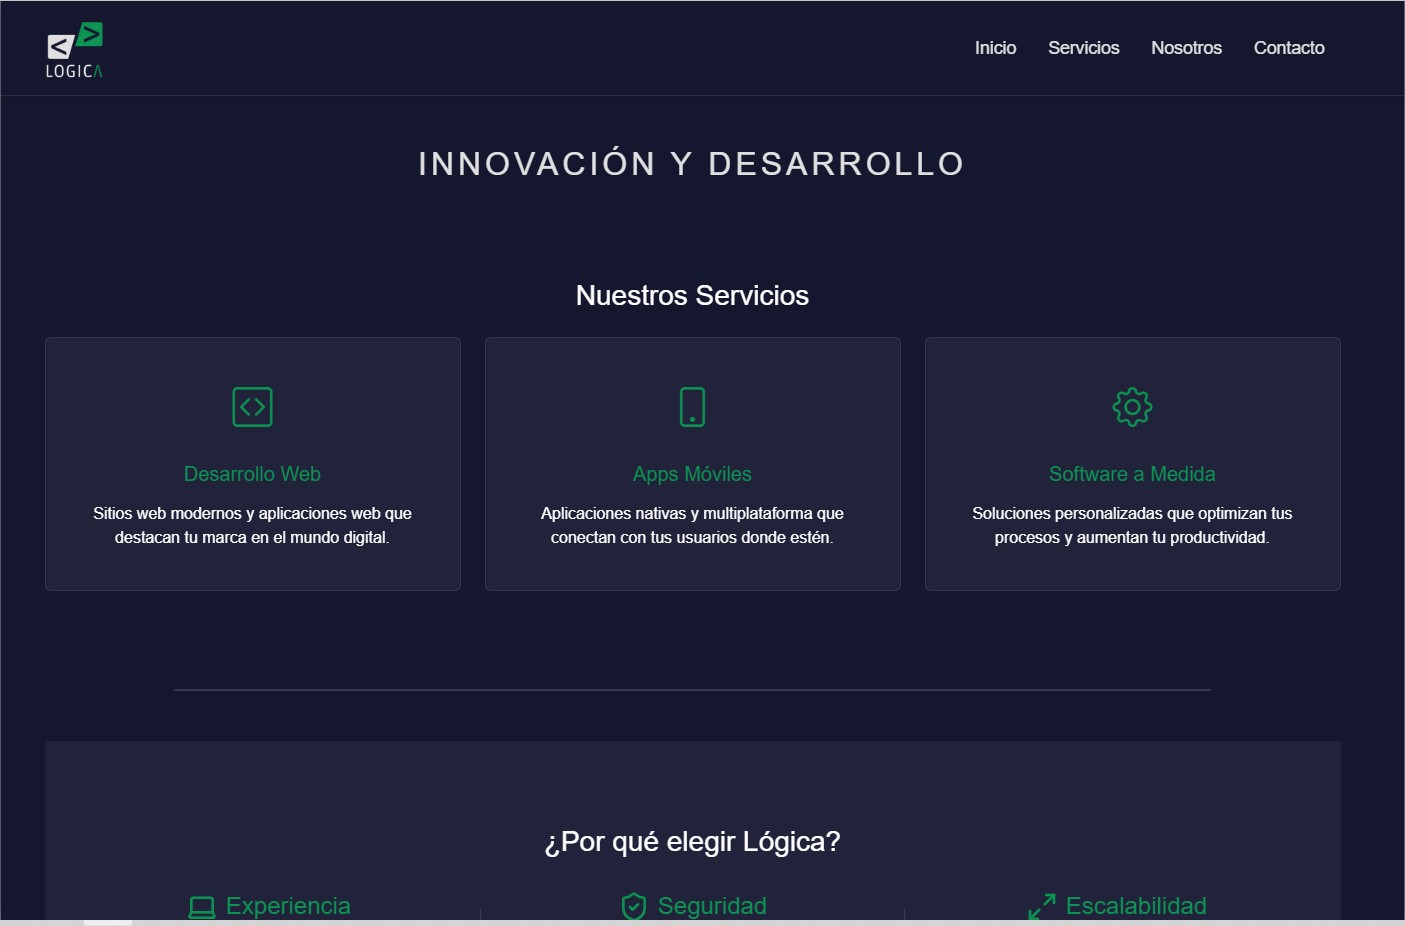 LOGICA
Inicio Servicios Nosotros Contacto
INNOVACIÓN Y DESARROLLO
Nuestros Servicios
Desarrollo Web
Sitios web modernos y aplicaciones web que
destacan tu marca en el mundo digital.
Apps Móviles
Aplicaciones nativas y multiplataforma que
conectan con tus usuarios donde estén.
Software a Medida
Soluciones personalizadas que optimizan tus
procesos y aumentan tu productividad.
¿Por qué elegir Lógica?
Experiencia
Seguridad
Escalabilidad